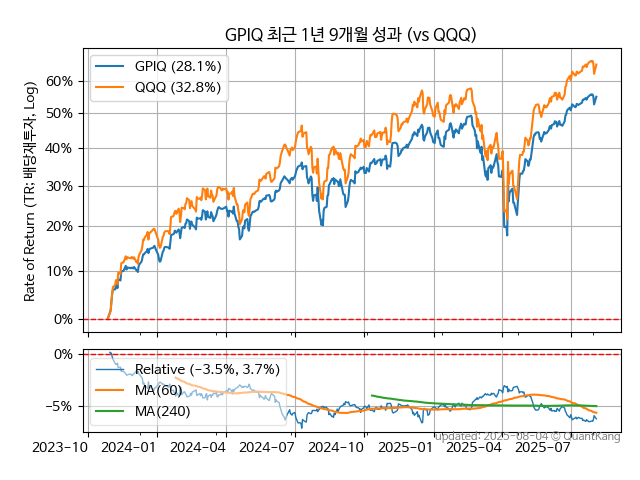 GPIQ 최근 1년 9개월 성과 (vs QQQ)
Rate of Return (TR: 배당재투자, Log)
GPIQ (28.1%)
QQQ (32.8%)
60%
50%
40%
30%
20%
10%
0%
0%
−5%
Relative (−3.5%, 3.7%)
MA(60)
MA(240)
2023−10 2024−01 2024−04 2024−07 2024−10 2025−01 2025−04 2025−07
updated: 2025-08-04 © QuantKang